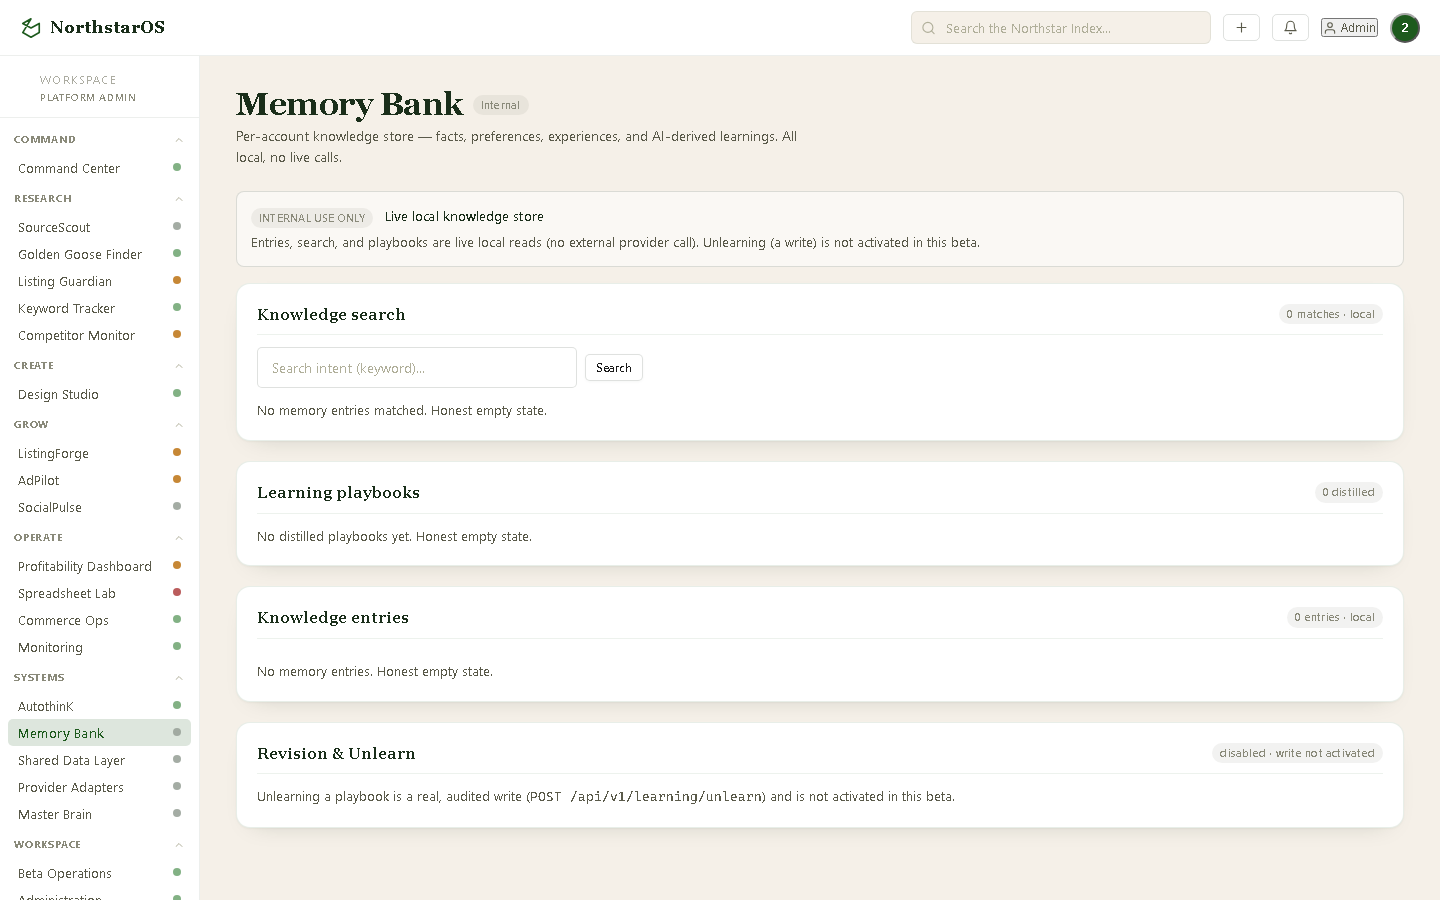 NorthstarOS
Search the Northstar Index...
Admin
2
WORKSPACE
PLATFORM ADMIN
COMMAND
Command Center
RESEARCH
SourceScout
Golden Goose Finder
Listing Guardian
Keyword Tracker
Competitor Monitor
CREATE
Design Studio
GROW
ListingForge
AdPilot
SocialPulse
OPERATE
Profitability Dashboard
Spreadsheet Lab
Commerce Ops
Monitoring
SYSTEMS
AutothinK
Memory Bank
Shared Data Layer
Provider Adapters
Master Brain
WORKSPACE
Beta Operations
Administration
Memory Bank Internal
Per-account knowledge store — facts, preferences, experiences, and AI-derived learnings. All
local, no live calls.
INTERNAL USE ONLY Live local knowledge store
Entries, search, and playbooks are live local reads (no external provider call). Unlearning (a write) is not activated in this beta.
Knowledge search
0 matches · local
Search intent (keyword)...
Search
No memory entries matched. Honest empty state.
Learning playbooks
0 distilled
No distilled playbooks yet. Honest empty state.
Knowledge entries
0 entries · local
No memory entries. Honest empty state.
Revision & Unlearn
disabled · write not activated
Unlearning a playbook is a real, audited write (POST /api/v1/learning/unlearn) and is not activated in this beta.